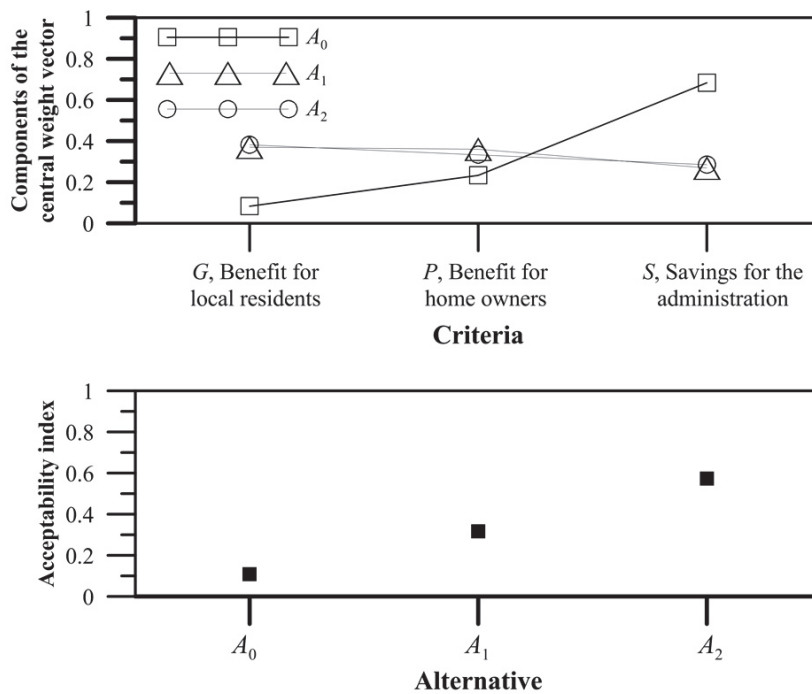 Components of the
central weight vector
1
0.8
0.6
0.4
0.2
0
A₀
A₁
A₂
G, Benefit for
local residents
P, Benefit for
home owners
S, Savings for the
administration
Criteria
Acceptability index
1
0.8
0.6
0.4
0.2
0
A₀
A₁
A₂
Alternative